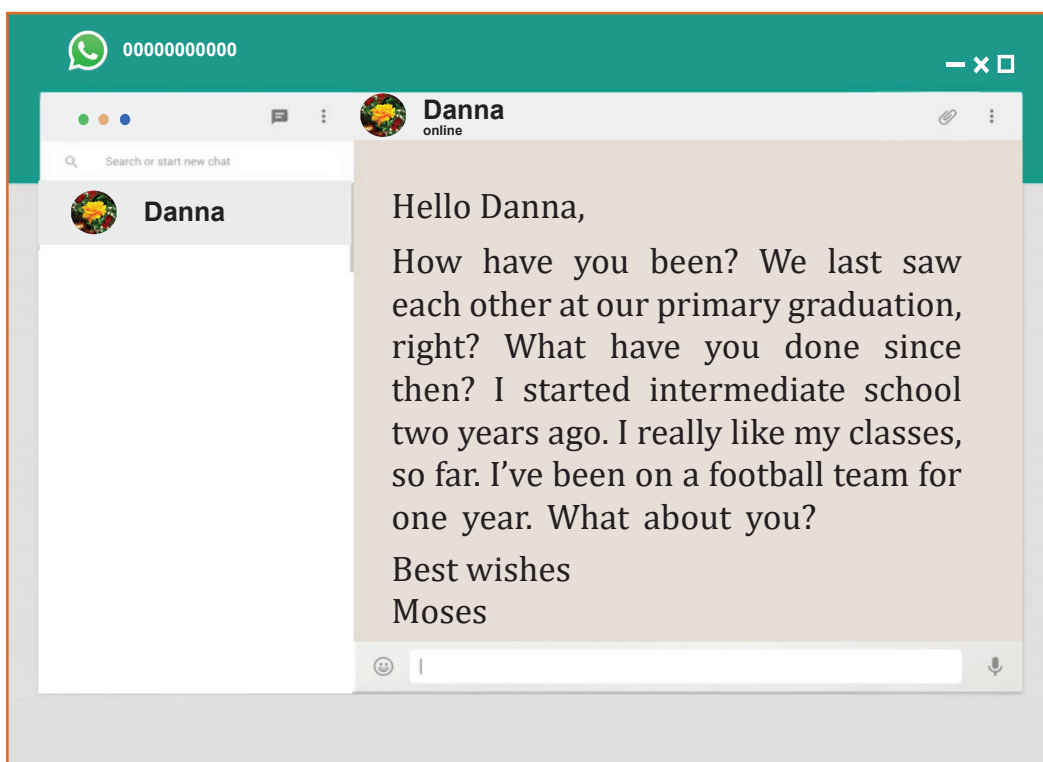 00000000000
Danna
online
Search or start new chat
Danna
Hello Danna,
How have you been? We last saw
each other at our primary graduation,
right? What have you done since
then? I started intermediate school
two years ago. I really like my classes,
so far. I've been on a football team for
one year. What about you?
Best wishes
Moses